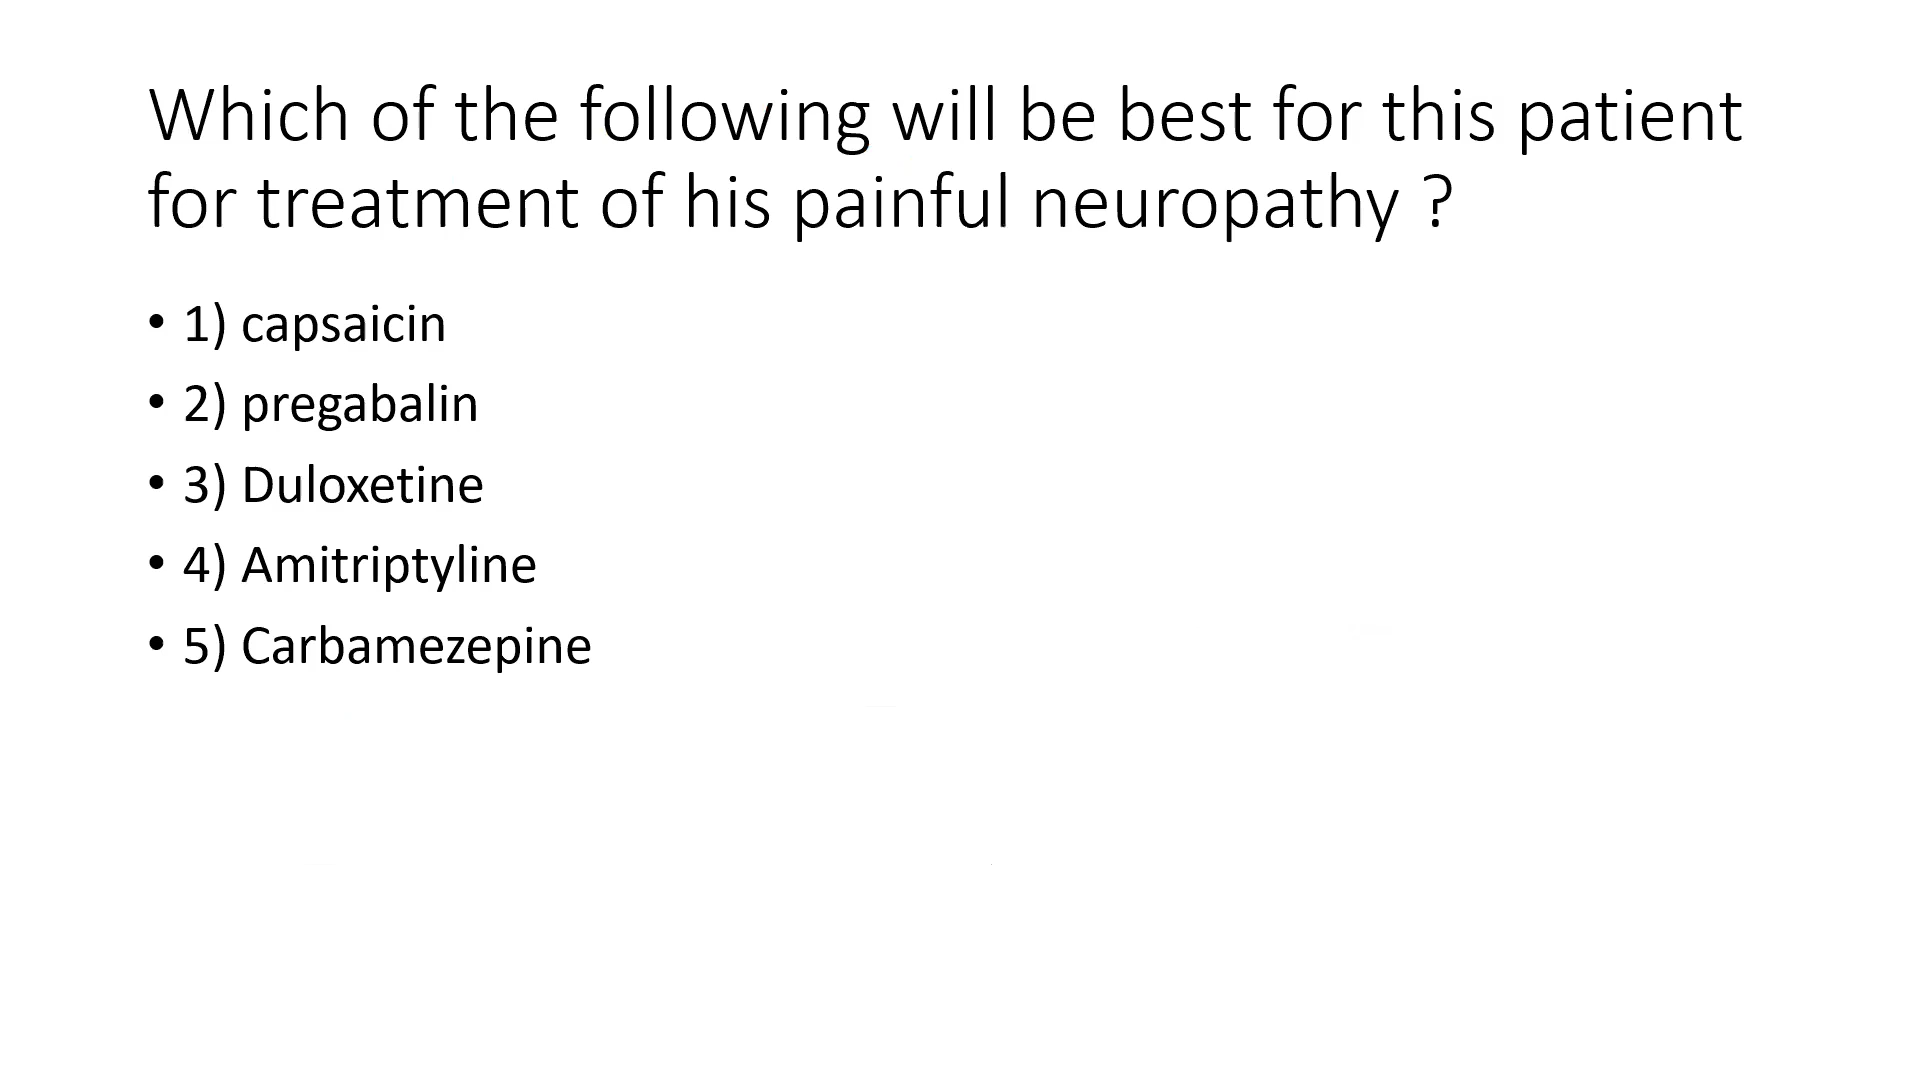 Which of the following will be best for this patient
for treatment of his painful neuropathy ?
• 1) capsaicin
• 2) pregabalin
• 3) Duloxetine
• 4) Amitriptyline
• 5) Carbamezepine